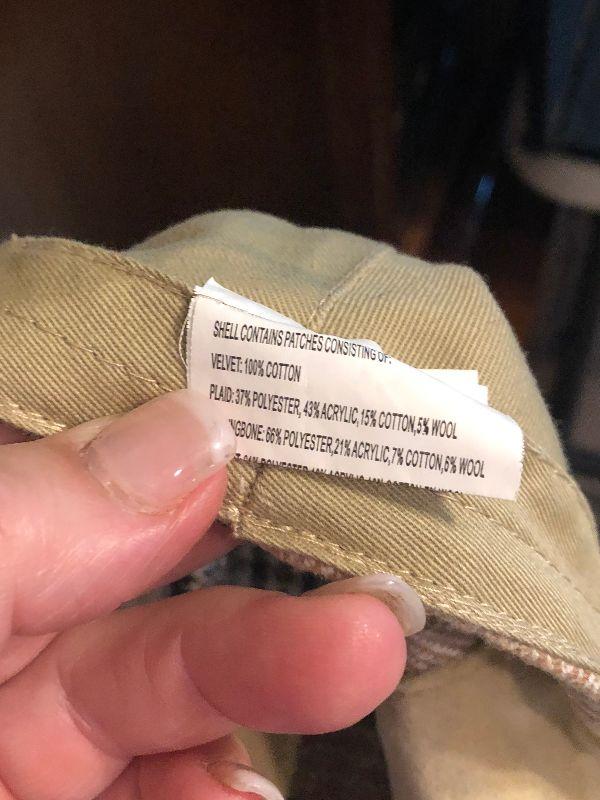 SHELL CONTAINS PATCHES CONSISTING OF:
VELVET: 100% COTTON
PLAID: 37% POLYESTER, 43% ACRYLIC, 15% COTTON, 5% WOOL
NGBONE: 66% POLYESTER, 21% ACRYLIC, 7% COTTON, 6% WOOL